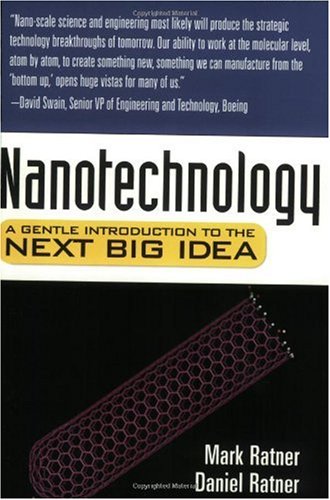 "Nano-scale science and engineering most likely will produce the strategic
technology breakthroughs of tomorrow. Our ability to work at the molecular level,
atom by atom, to create something new, something we can manufacture from the
'bottom up,' opens huge vistas for many of us."
—David Swain, Senior VP of Engineering and Technology, Boeing
Nanotechnology
A GENTLE INTRODUCTION TO THE
NEXT BIG IDEA
Mark Ratner
Daniel Ratner